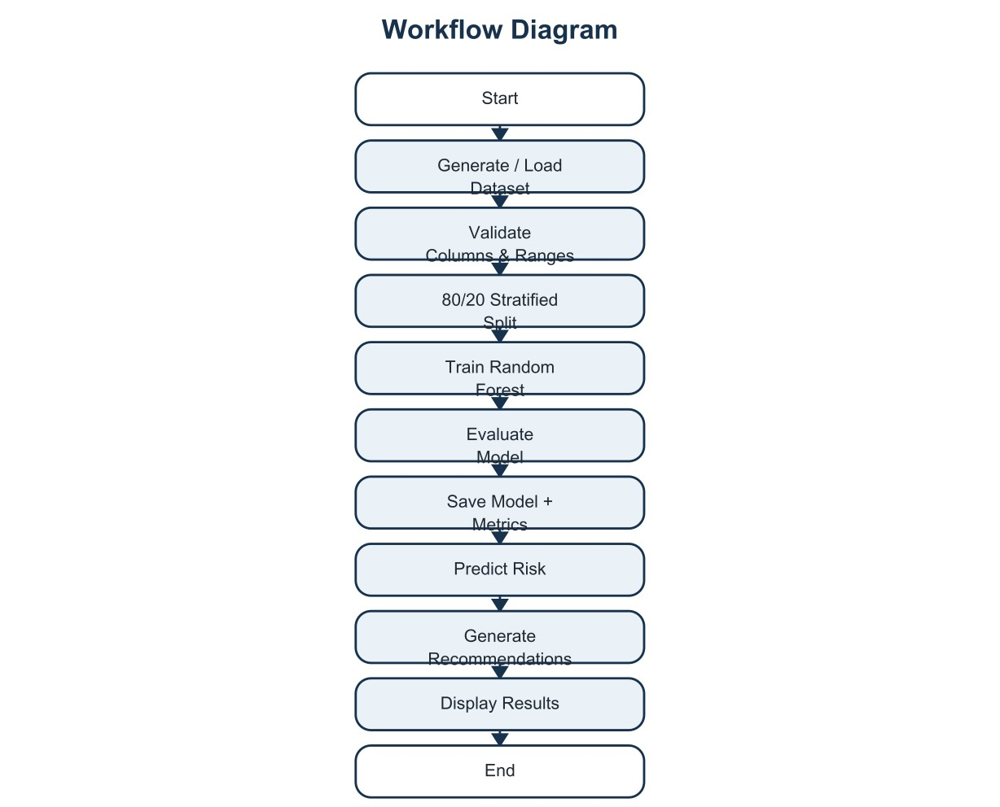 Workflow Diagram
Start
Generate / Load
Dataset
Validate
Columns & Ranges
80/20 Stratified
Split
Train Random
Forest
Evaluate
Model
Save Model +
Metrics
Predict Risk
Generate
Recommendations
Display Results
End